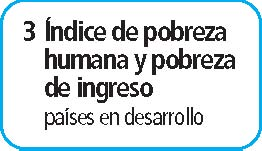 3 Índice de pobreza
humana y pobreza
de ingreso
países en desarrollo